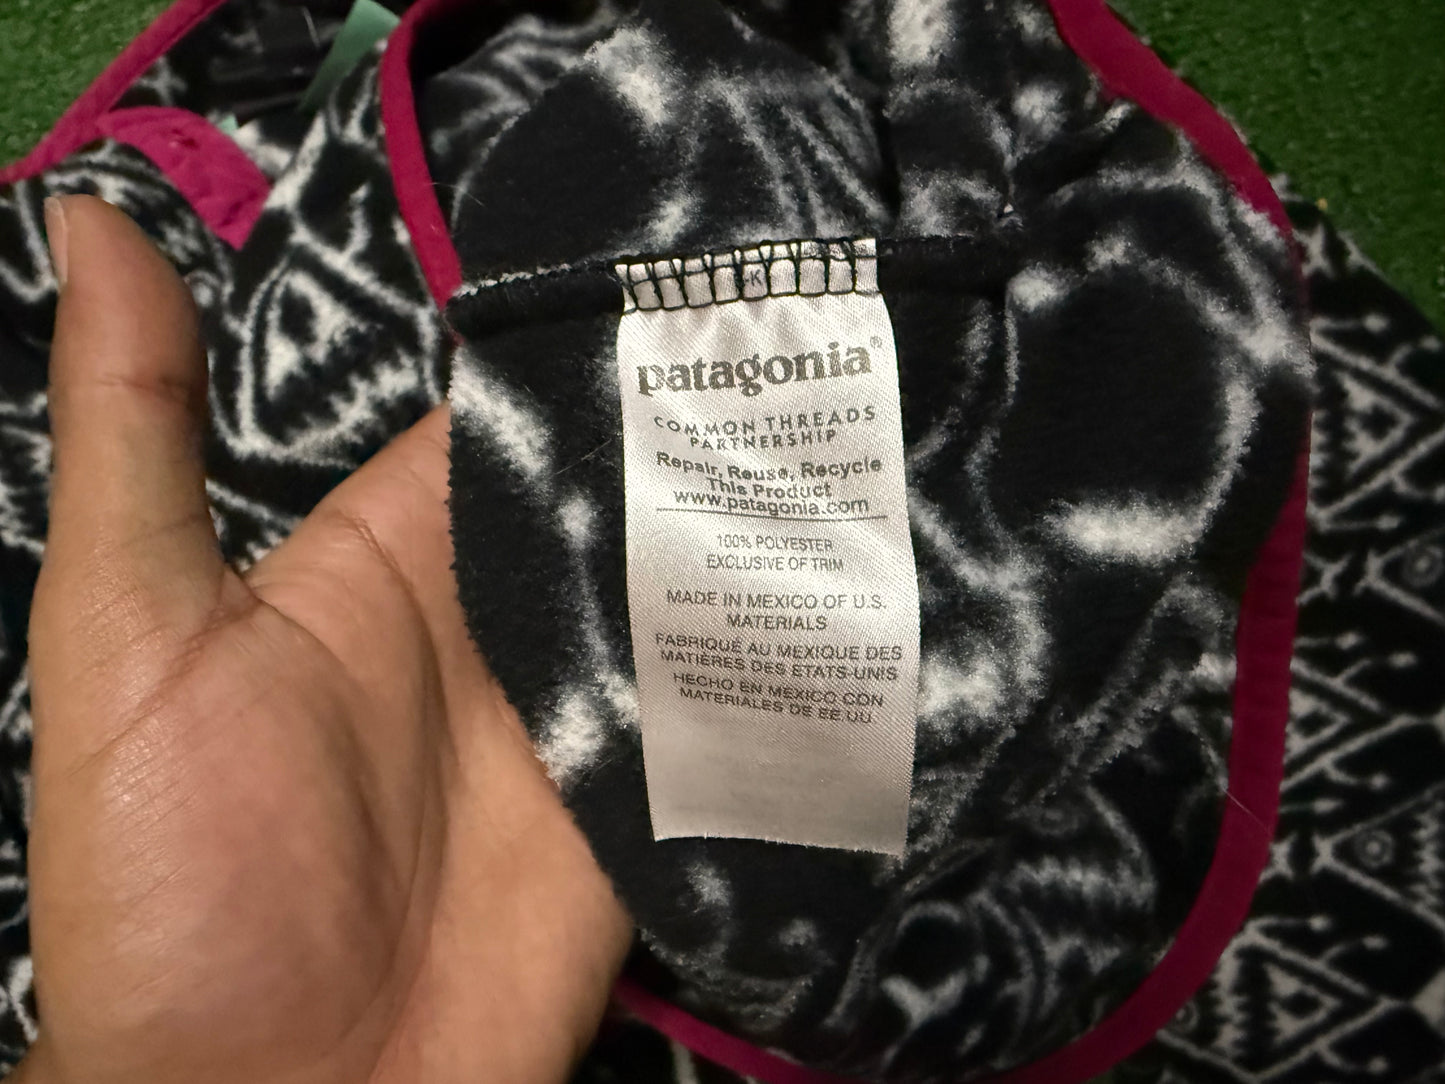 patagonia®
COMMON THREADS
PARTNERSHIP
Repair, Reuse, Recycle
This Product
www.patagonia.com
100% POLYESTER
EXCLUSIVE OF TRIM
MADE IN MEXICO OF U.S.
MATERIALS
FABRIQUÉ AU MEXIQUE DES
MATIÈRES DES ÉTATS-UNIS
HECHO EN MÉXICO CON
MATERIALES DE EE.UU